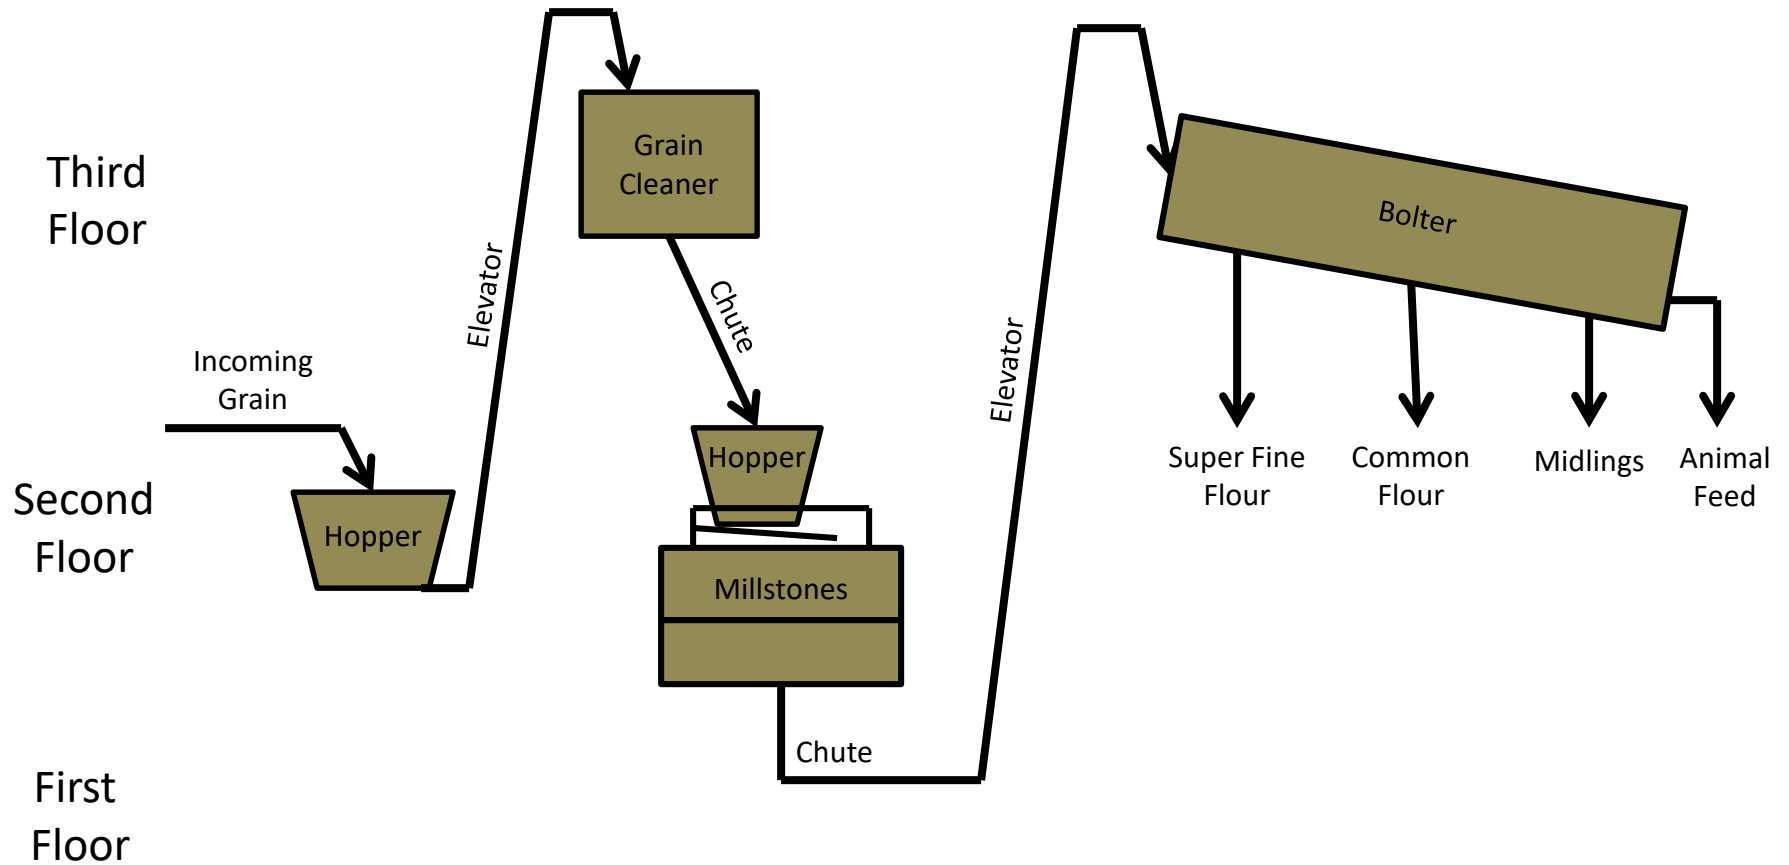 Third
Floor
Grain
Cleaner
Bolter
Elevator
Chute
Elevator
Incoming
Grain
Hopper
Super Fine
Flour
Common
Flour
Midlings
Animal
Feed
Second
Floor
Hopper
Millstones
Chute
First
Floor